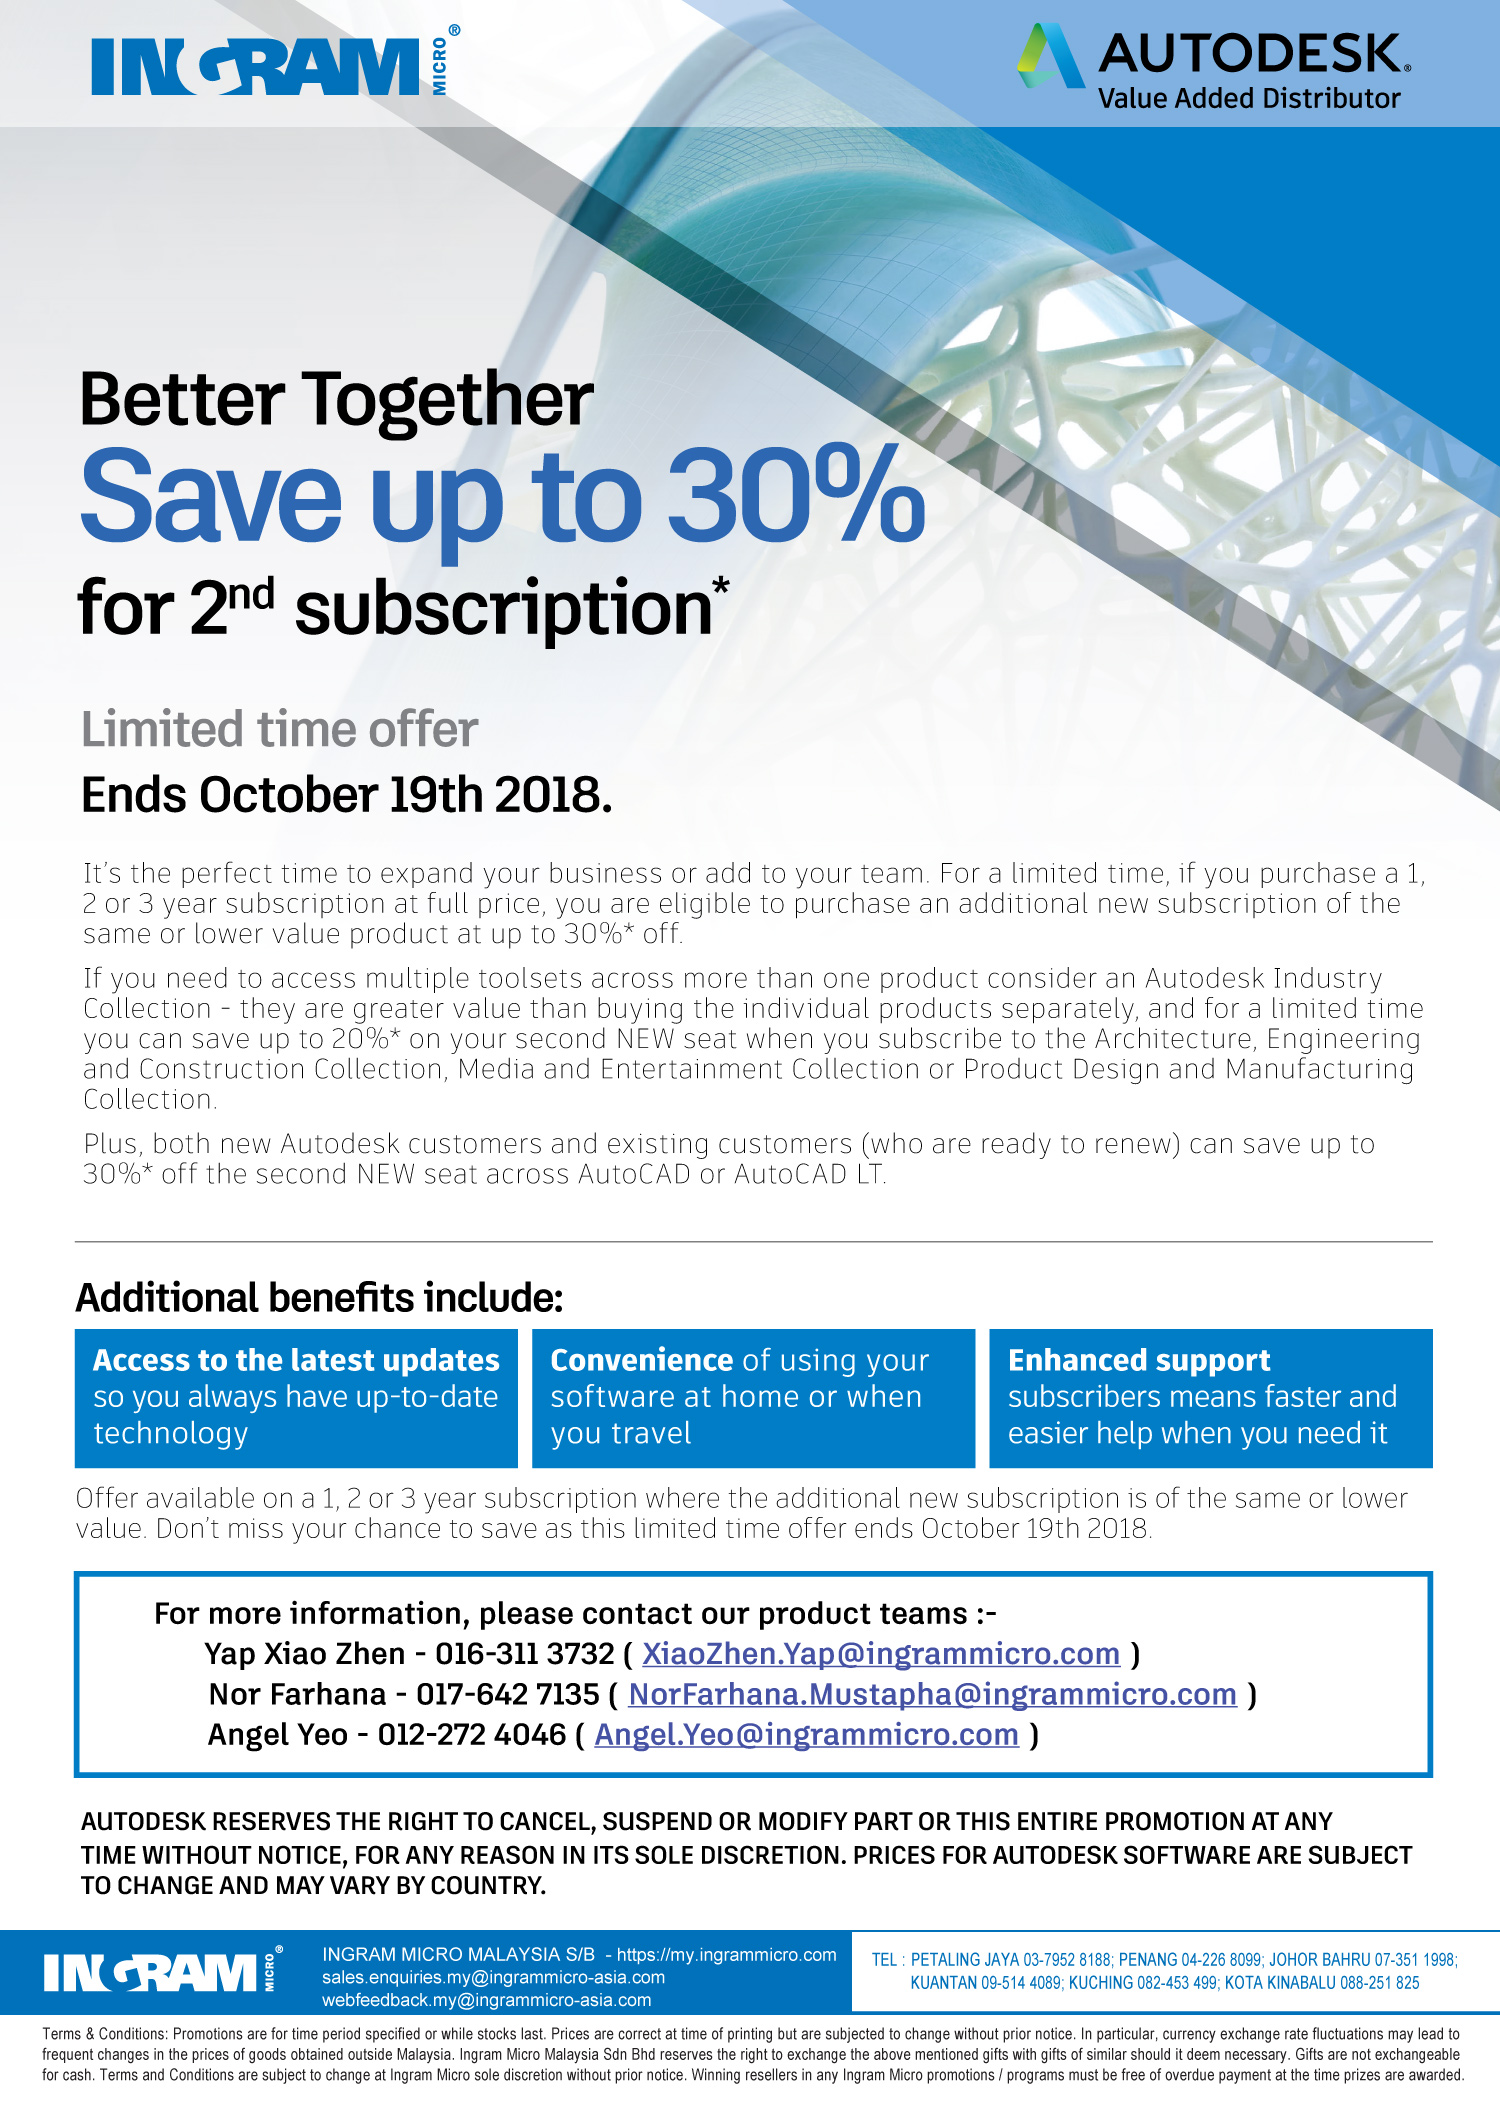 INGRAM MICRO®
AUTODESK®
Value Added Distributor
Better Together
Save up to 30%
for 2nd subscription*
Limited time offer
Ends October 19th 2018.
It's the perfect time to expand your business or add to your team. For a limited time, if you purchase a 1,
2 or 3 year subscription at full price, you are eligible to purchase an additional new subscription of the
same or lower value product at up to 30%* off.
If you need to access multiple toolsets across more than one product consider an Autodesk Industry
Collection - they are greater value than buying the individual products separately, and for a limited time
you can save up to 20%* on your second NEW seat when you subscribe to the Architecture, Engineering
and Construction Collection, Media and Entertainment Collection or Product Design and Manufacturing
Collection.
Plus, both new Autodesk customers and existing customers (who are ready to renew) can save up to
30%* off the second NEW seat across AutoCAD or AutoCAD LT.
Additional benefits include:
Access to the latest updates
so you always have up-to-date
technology
Convenience of using your
software at home or when
you travel
Enhanced support
subscribers means faster and
easier help when you need it
Offer available on a 1, 2 or 3 year subscription where the additional new subscription is of the same or lower
value. Don't miss your chance to save as this limited time offer ends October 19th 2018.
For more information, please contact our product teams :-
Yap Xiao Zhen - 016-311 3732 ( XiaoZhen.Yap@ingrammicro.com )
Nor Farhana - 017-642 7135 ( NorFarhana.Mustapha@ingrammicro.com )
Angel Yeo - 012-272 4046 ( Angel.Yeo@ingrammicro.com )
AUTODESK RESERVES THE RIGHT TO CANCEL, SUSPEND OR MODIFY PART OR THIS ENTIRE PROMOTION AT ANY
TIME WITHOUT NOTICE, FOR ANY REASON IN ITS SOLE DISCRETION. PRICES FOR AUTODESK SOFTWARE ARE SUBJECT
TO CHANGE AND MAY VARY BY COUNTRY.
INGRAM MICRO®
INGRAM MICRO MALAYSIA S/B - https://my.ingrammicro.com
sales.enquiries.my@ingrammicro-asia.com
webfeedback.my@ingrammicro-asia.com
TEL : PETALING JAYA 03-7952 8188; PENANG 04-226 8099; JOHOR BAHRU 07-351 1998;
KUANTAN 09-514 4089; KUCHING 082-453 499; KOTA KINABALU 088-251 825
Terms & Conditions: Promotions are for time period specified or while stocks last. Prices are correct at time of printing but are subjected to change without prior notice. In particular, currency exchange rate fluctuations may lead to
frequent changes in the prices of goods obtained outside Malaysia. Ingram Micro Malaysia Sdn Bhd reserves the right to exchange the above mentioned gifts with gifts of similar should it deem necessary. Gifts are not exchangeable
for cash. Terms and Conditions are subject to change at Ingram Micro sole discretion without prior notice. Winning resellers in any Ingram Micro promotions / programs must be free of overdue payment at the time prizes are awarded.